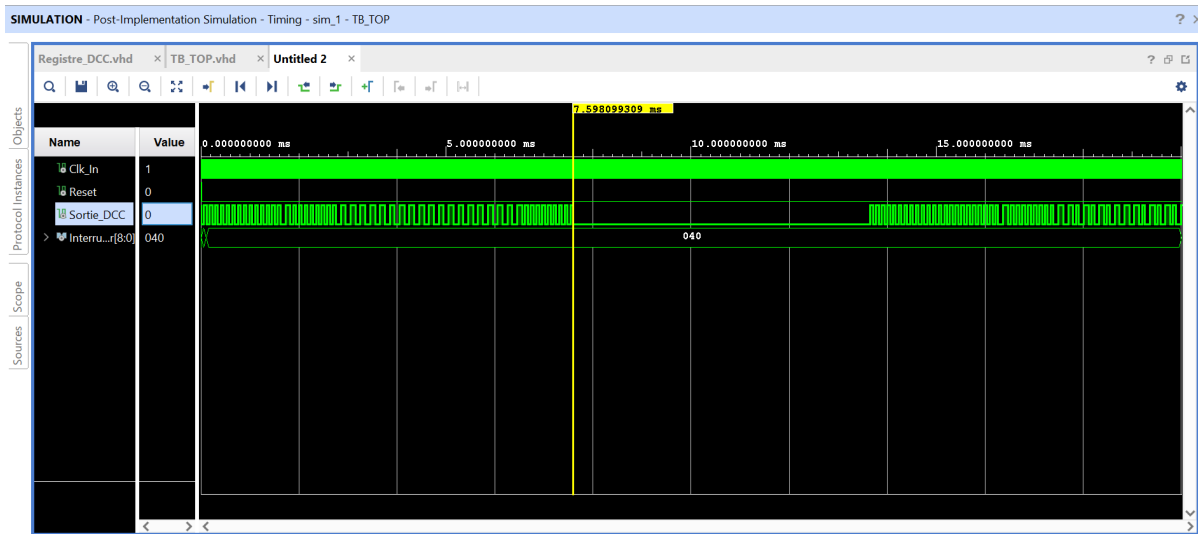 SIMULATION - Post-Implementation Simulation - Timing - sim_1 - TB_TOP
Registre_DCC.vhd
TB_TOP.vhd
Untitled 2
Objects
Protocol Instances
Scope
Sources
7.598099309 ms
Name Value
0.000000000 ms 5.000000000 ms 10.000000000 ms 15.000000000 ms
Clk_In 1
Reset 0
Sortie_DCC 0
Interru...r[8:0] 040 040